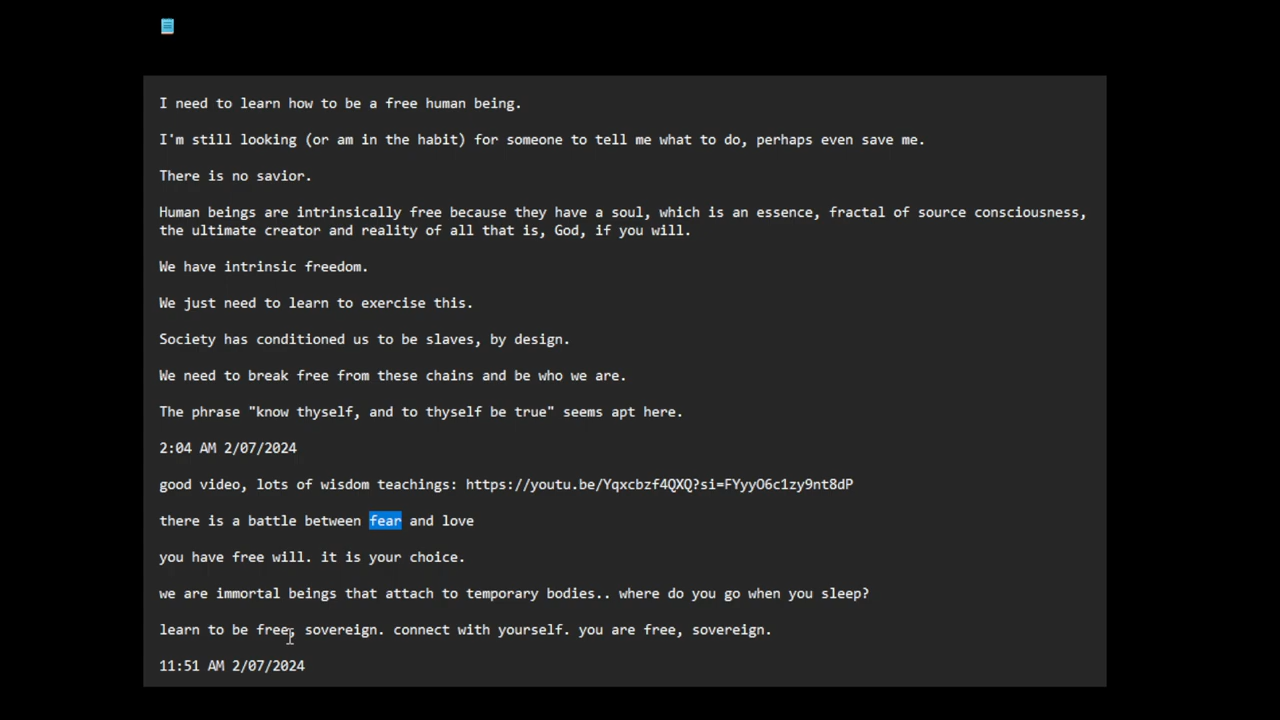 I need to learn how to be a free human being.
I'm still looking (or am in the habit) for someone to tell me what to do, perhaps even save me.
There is no savior.
Human beings are intrinsically free because they have a soul, which is an essence, fractal of source consciousness,
the ultimate creator and reality of all that is, God, if you will.
We have intrinsic freedom.
We just need to learn to exercise this.
Society has conditioned us to be slaves, by design.
We need to break free from these chains and be who we are.
The phrase "know thyself, and to thyself be true" seems apt here.
2:04 AM 2/07/2024
good video, lots of wisdom teachings: https://youtu.be/Yqxcbzf4QXQ?si=FYyyO6c1zy9nt8dP
there is a battle between fear and love
you have free will. it is your choice.
we are immortal beings that attach to temporary bodies.. where do you go when you sleep?
learn to be free, sovereign. connect with yourself. you are free, sovereign.
11:51 AM 2/07/2024